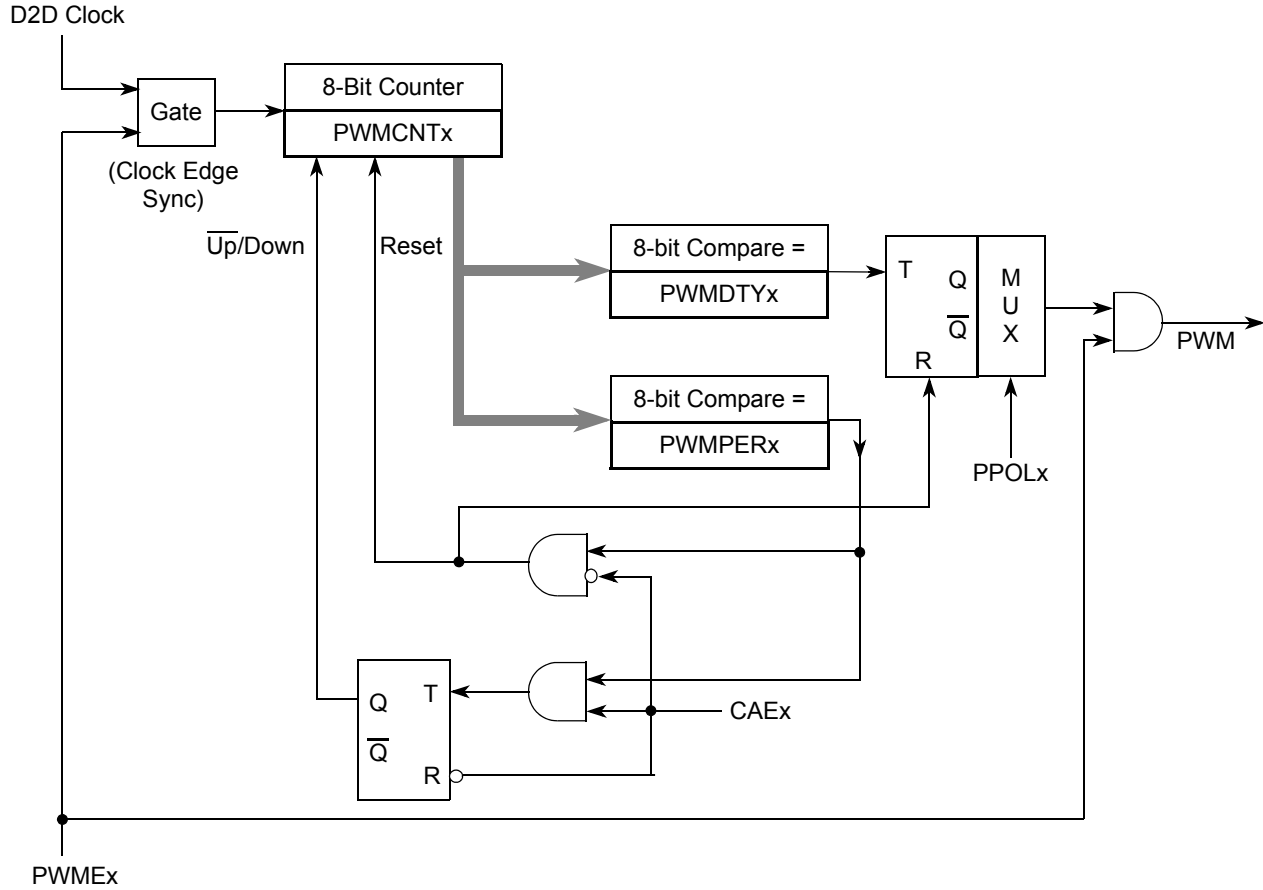 D2D Clock
8-Bit Counter
Gate
PWMCNTx
(Clock Edge
Sync)
U̅p̅/Down
Reset
8-bit Compare =
PWMDTYx
T
Q
Q̅
R
M
U
X
PWM
8-bit Compare =
PWMPERx
PPOLx
Q
T
Q̅
R
CAEx
PWMEx